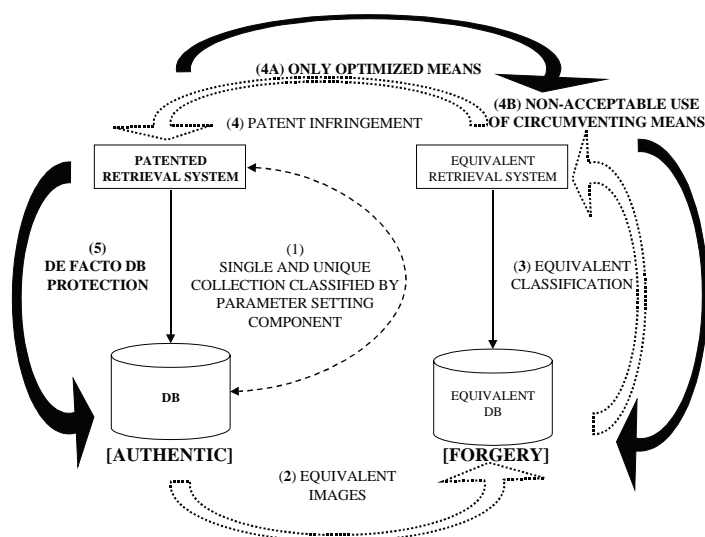 (4A) ONLY OPTIMIZED MEANS
(4B) NON-ACCEPTABLE USE
OF CIRCUMVENTING MEANS
(4) PATENT INFRINGEMENT
PATENTED
RETRIEVAL SYSTEM
EQUIVALENT
RETRIEVAL SYSTEM
(5)
DE FACTO DB
PROTECTION
(1)
SINGLE AND UNIQUE
COLLECTION CLASSIFIED BY
PARAMETER SETTING
COMPONENT
(3) EQUIVALENT
CLASSIFICATION
DB
EQUIVALENT
DB
[AUTHENTIC]
[FORGERY]
(2) EQUIVALENT
IMAGES